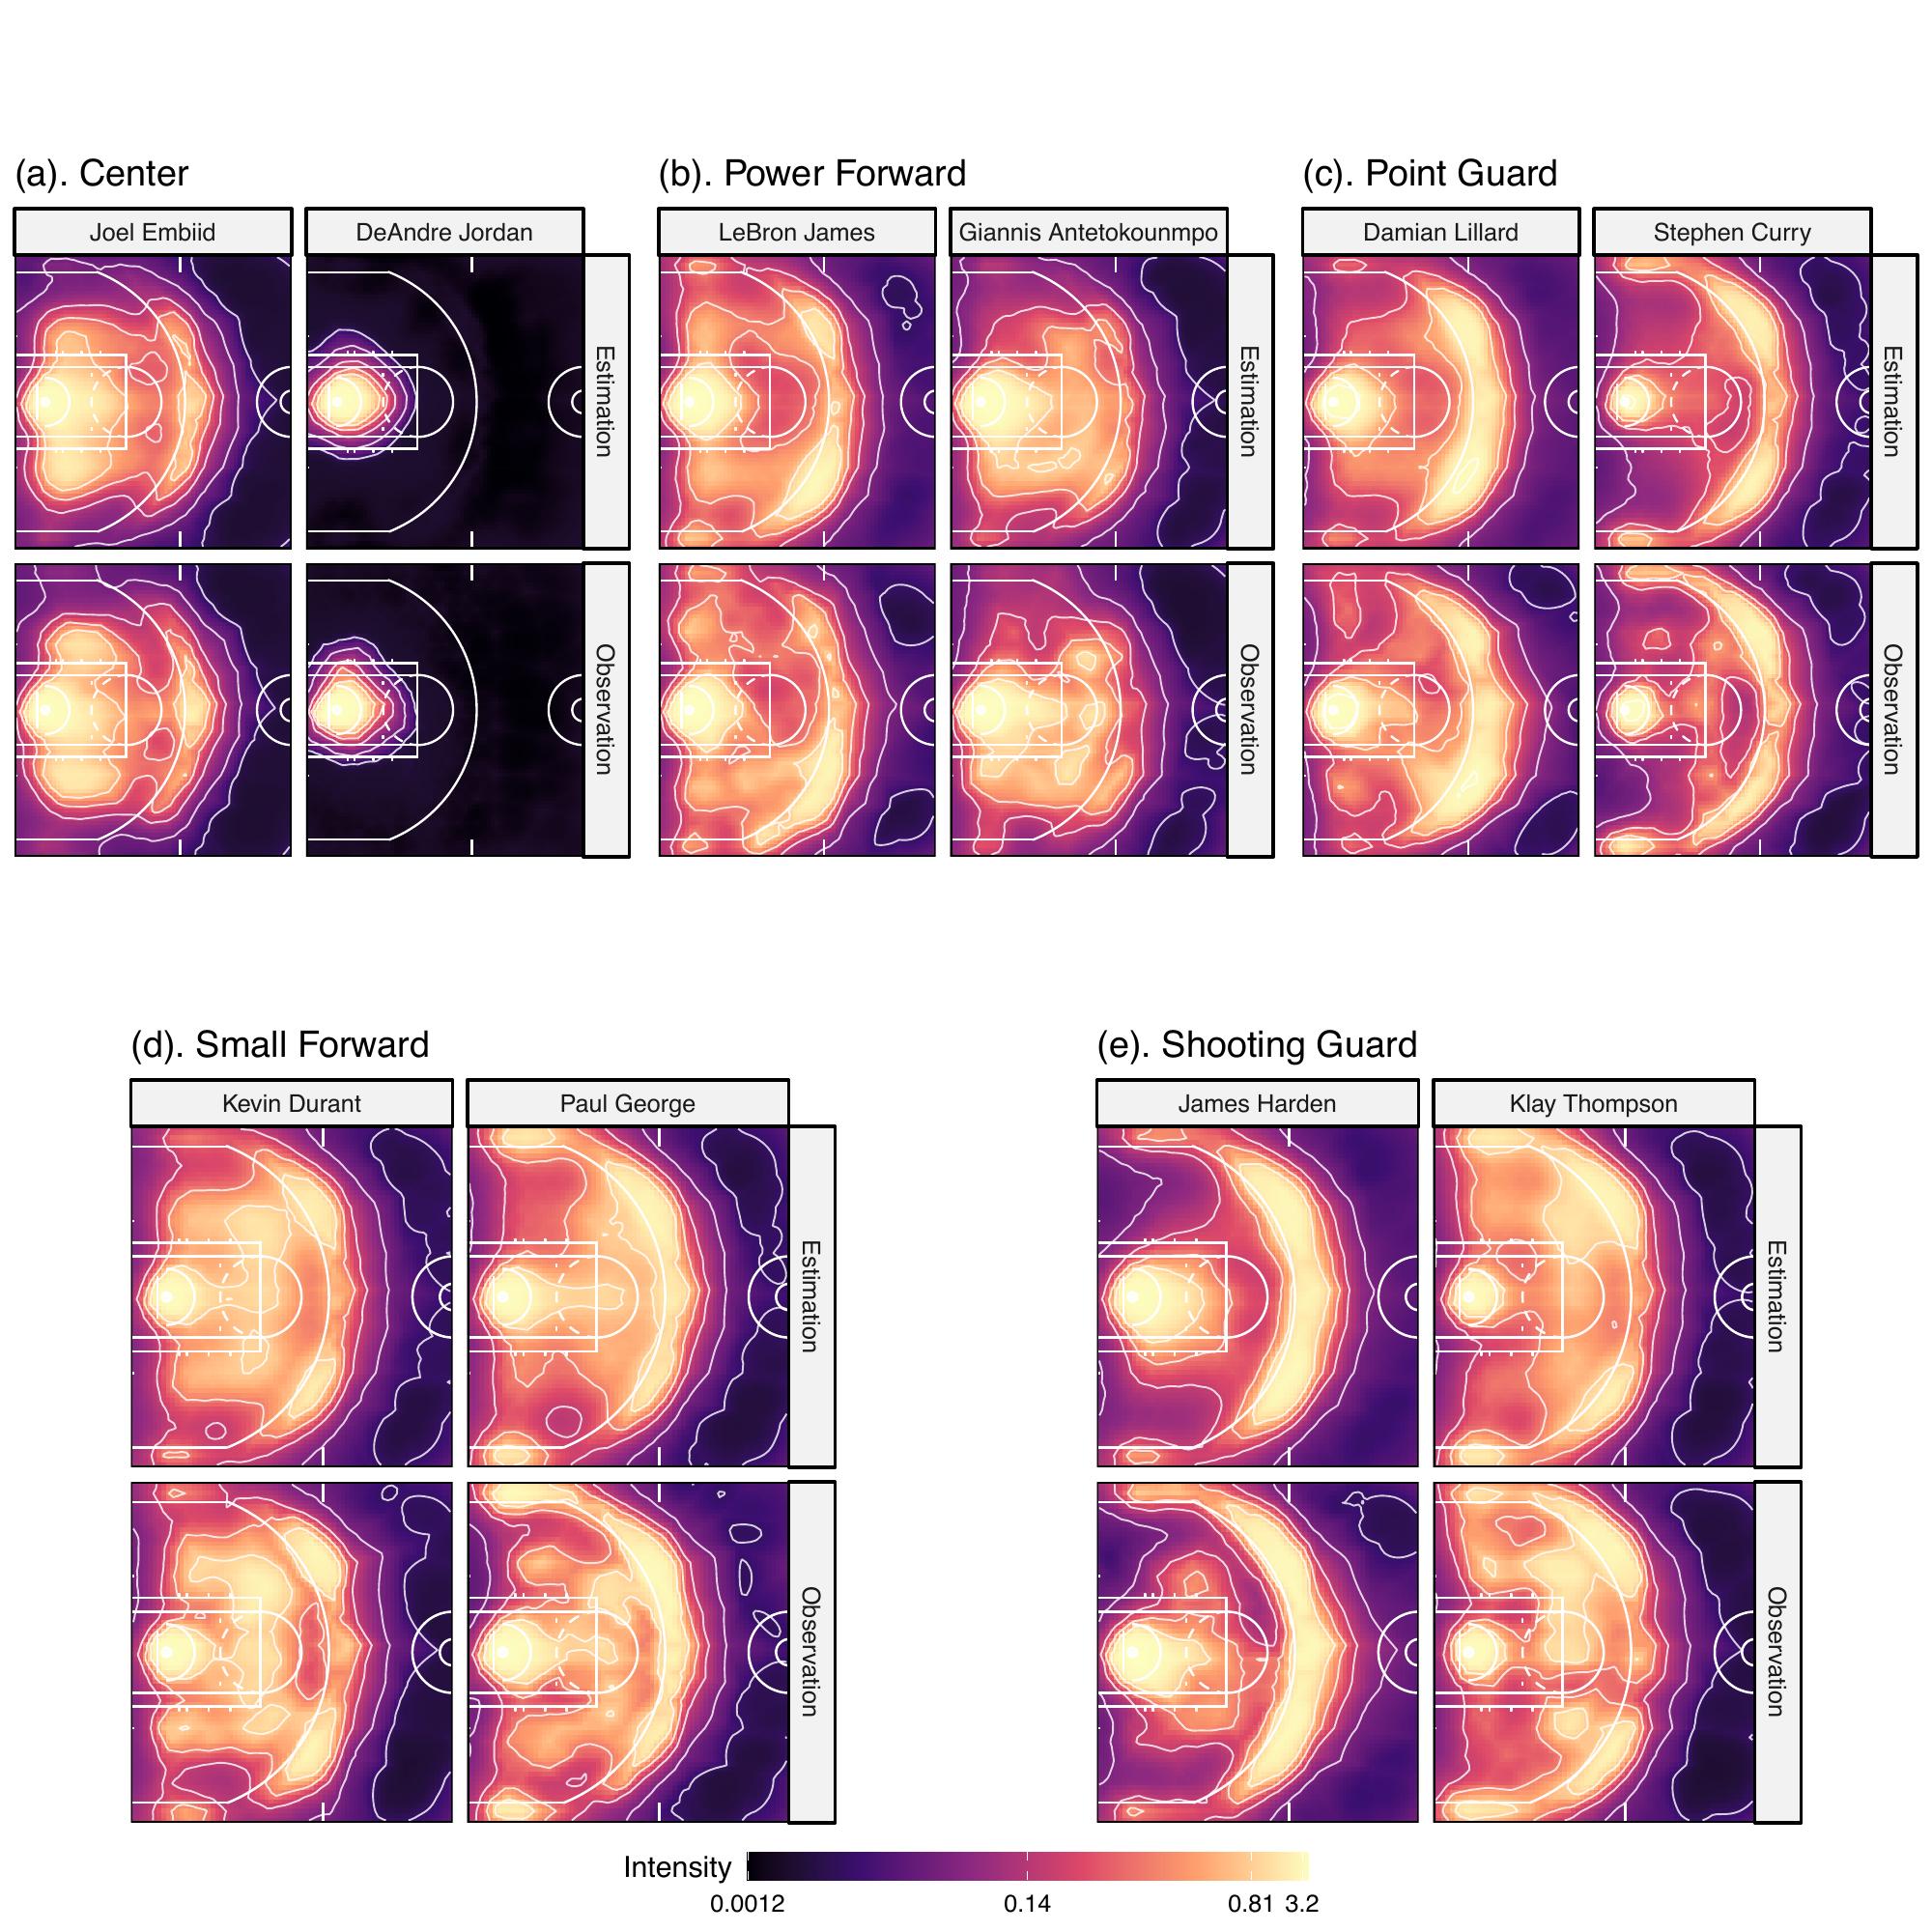 (a). Center
(b). Power Forward
(c). Point Guard
Joel Embiid
DeAndre Jordan
LeBron James
Giannis Antetokounmpo
Damian Lillard
Stephen Curry
Estimation
Estimation
Estimation
Observation
Observation
Observation
(d). Small Forward
(e). Shooting Guard
Kevin Durant
Paul George
James Harden
Klay Thompson
Estimation
Estimation
Observation
Observation
Intensity
0.0012
0.14
0.81
3.2